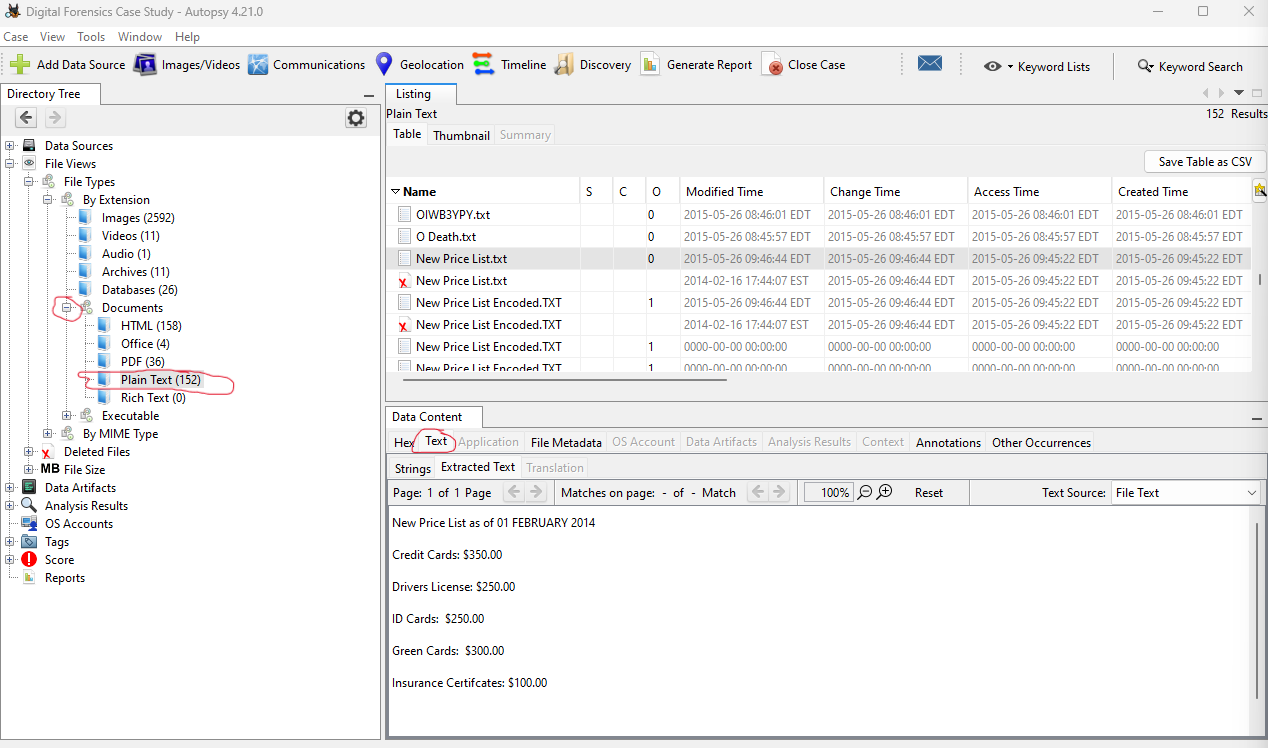 Digital Forensics Case Study - Autopsy 4.21.0
Case View Tools Window Help
Add Data Source Images/Videos Communications Geolocation Timeline Discovery Generate Report Close Case Keyword Lists Keyword Search
Directory Tree
Data Sources
File Views
File Types
By Extension
Images (2592)
Videos (11)
Audio (1)
Archives (11)
Databases (26)
Documents
HTML (158)
Office (4)
PDF (36)
Plain Text (152)
Rich Text (0)
Executable
By MIME Type
Deleted Files
MB File Size
Data Artifacts
Analysis Results
OS Accounts
Tags
Score
Reports
Listing
Plain Text 152 Results
Table Thumbnail Summary
Save Table as CSV
Name S C O Modified Time Change Time Access Time Created Time
OIWB3YPY.txt 0 2015-05-26 08:46:01 EDT 2015-05-26 08:46:01 EDT 2015-05-26 08:46:01 EDT 2015-05-26 08:46:01 EDT
O Death.txt 0 2015-05-26 08:45:57 EDT 2015-05-26 08:45:57 EDT 2015-05-26 08:45:57 EDT 2015-05-26 08:45:57 EDT
New Price List.txt 0 2015-05-26 09:46:44 EDT 2015-05-26 09:46:44 EDT 2015-05-26 09:45:22 EDT 2015-05-26 09:45:22 EDT
New Price List.txt 2014-02-16 17:44:07 EST 2015-05-26 09:46:44 EDT 2015-05-26 09:45:22 EDT 2015-05-26 09:45:22 EDT
New Price List Encoded.TXT 1 2015-05-26 09:46:44 EDT 2015-05-26 09:46:44 EDT 2015-05-26 09:45:22 EDT 2015-05-26 09:45:22 EDT
New Price List Encoded.TXT 2014-02-16 17:44:07 EST 2015-05-26 09:46:44 EDT 2015-05-26 09:45:22 EDT 2015-05-26 09:45:22 EDT
New Price List Encoded.TXT 1 0000-00-00 00:00:00 0000-00-00 00:00:00 0000-00-00 00:00:00 0000-00-00 00:00:00
New Price List Encoded.TXT 1 0000-00-00 00:00:00 0000-00-00 00:00:00 0000-00-00 00:00:00 0000-00-00 00:00:00
Data Content
Hex Text Application File Metadata OS Account Data Artifacts Analysis Results Context Annotations Other Occurrences
Strings Extracted Text Translation
Page: 1 of 1 Page Matches on page: - of - Match 100% Reset Text Source: File Text
New Price List as of 01 FEBRUARY 2014
Credit Cards: $350.00
Drivers License: $250.00
ID Cards: $250.00
Green Cards: $300.00
Insurance Certifcates: $100.00